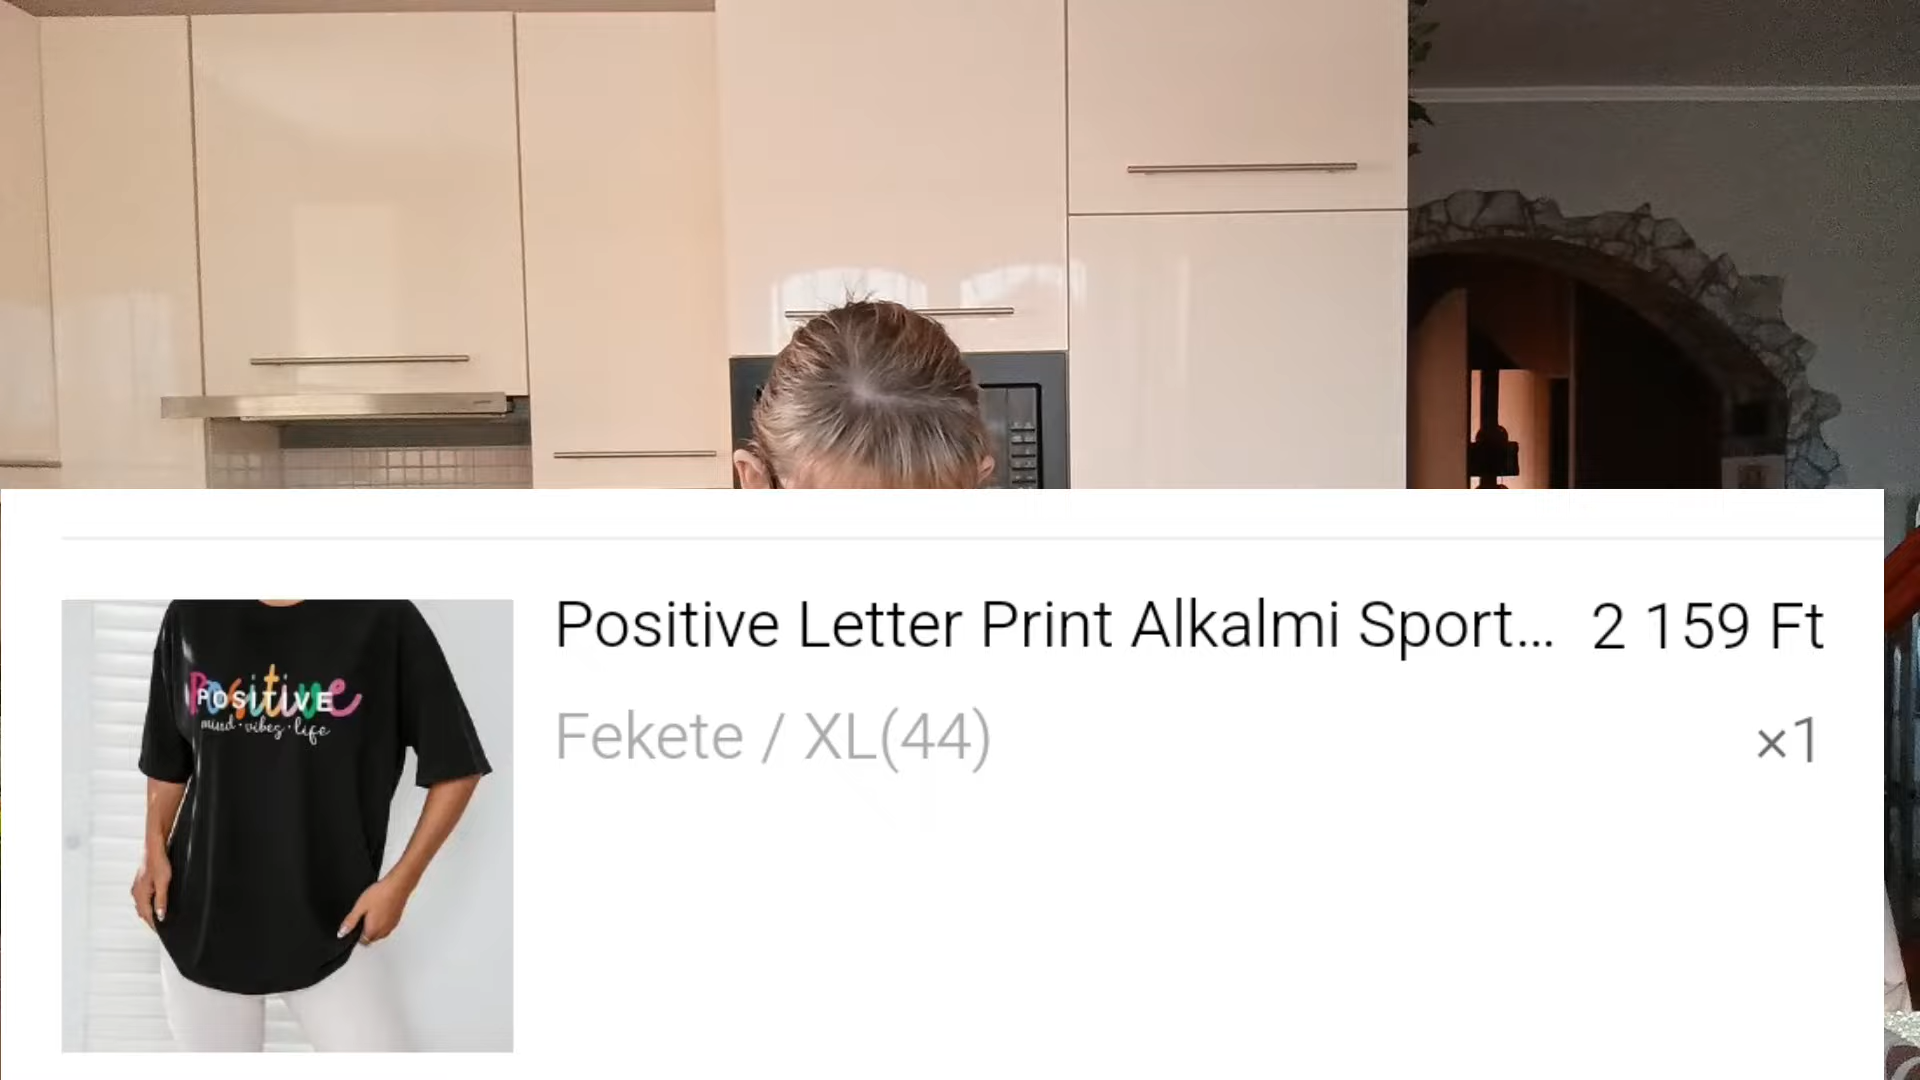 Positive Letter Print Alkalmi Sport... 2 159 Ft
Fekete / XL(44) ×1
Positive
POSITIVE
mind · vibes · life